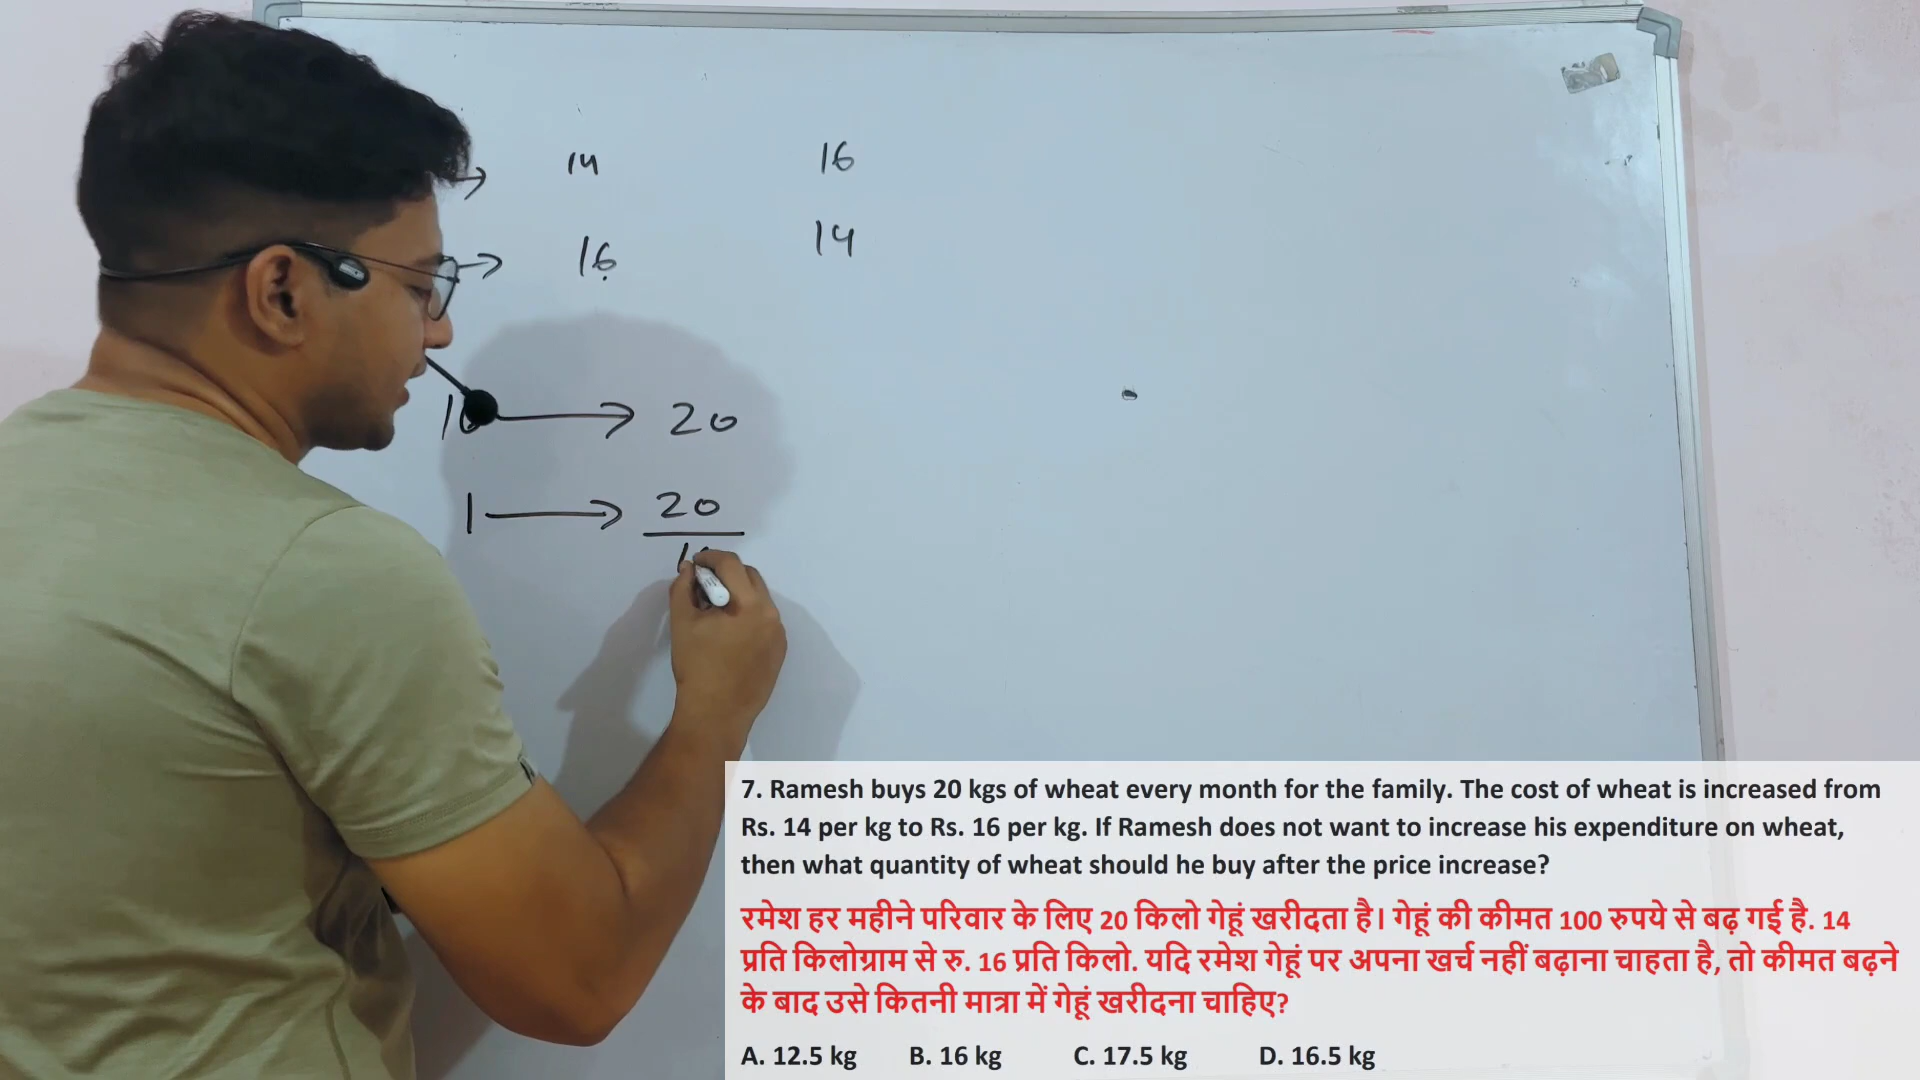 14 16
16 14
20
1 20
7. Ramesh buys 20 kgs of wheat every month for the family. The cost of wheat is increased from
Rs. 14 per kg to Rs. 16 per kg. If Ramesh does not want to increase his expenditure on wheat,
then what quantity of wheat should he buy after the price increase?
रमेश हर महीने परिवार के लिए 20 किलो गेहूं खरीदता है। गेहूं की कीमत 100 रुपये से बढ़ गई है. 14
प्रति किलोग्राम से रु. 16 प्रति किलो. यदि रमेश गेहूं पर अपना खर्च नहीं बढ़ाना चाहता है, तो कीमत बढ़ने
के बाद उसे कितनी मात्रा में गेहूं खरीदना चाहिए?
A. 12.5 kg B. 16 kg C. 17.5 kg D. 16.5 kg